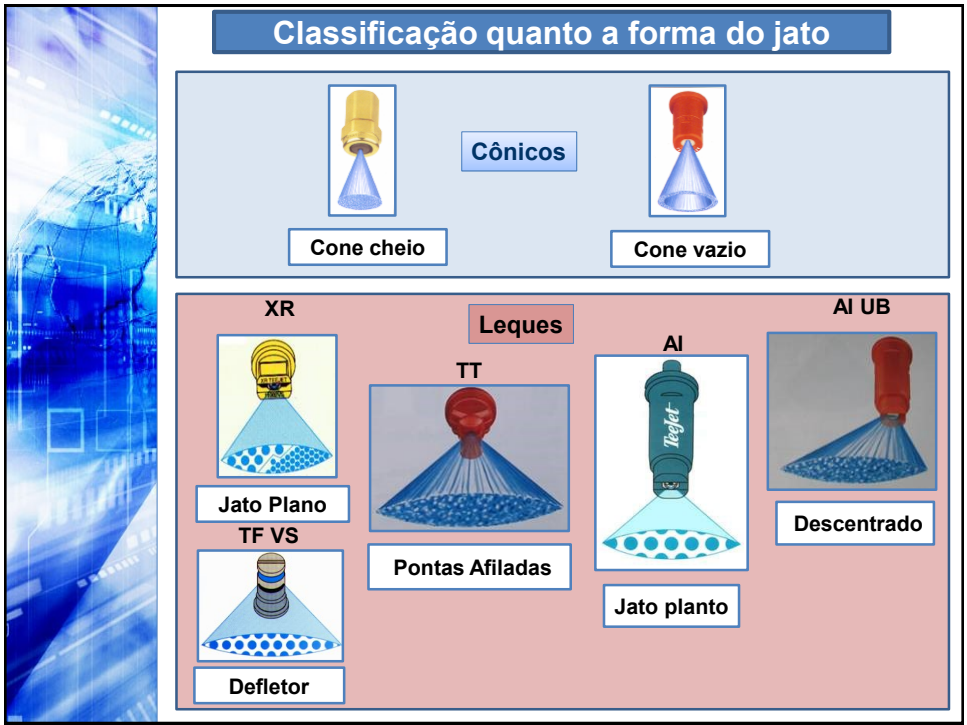 Classificação quanto a forma do jato
Cônicos
Cone cheio
Cone vazio
Leques
XR
Jato Plano
TF VS
Defletor
TT
Pontas Afiladas
AI
TeeJet
Jato planto
AI UB
Descentrado